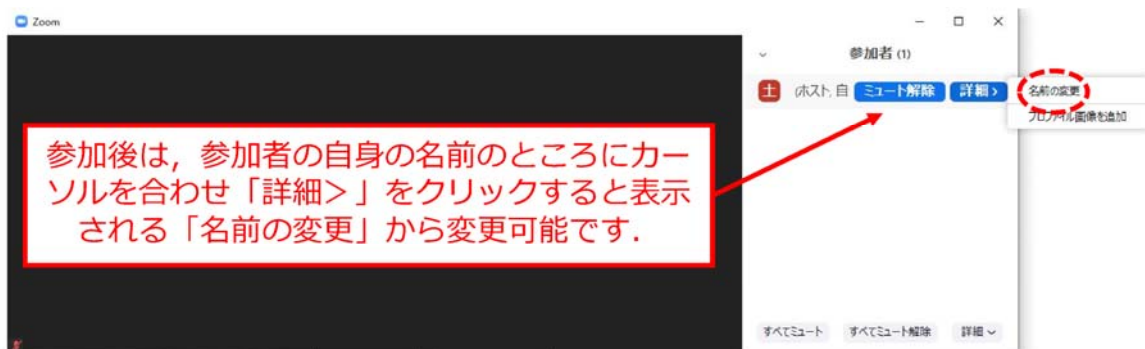 Zoom
参加者 (1)
土 (ホスト, 自 ミュート解除 詳細 >
名前の変更
プロファイル画像を追加
参加後は，参加者の自身の名前のところにカー
ソルを合わせ「詳細＞」をクリックすると表示
される「名前の変更」から変更可能です．
すべてミュート すべてミュート解除 詳細